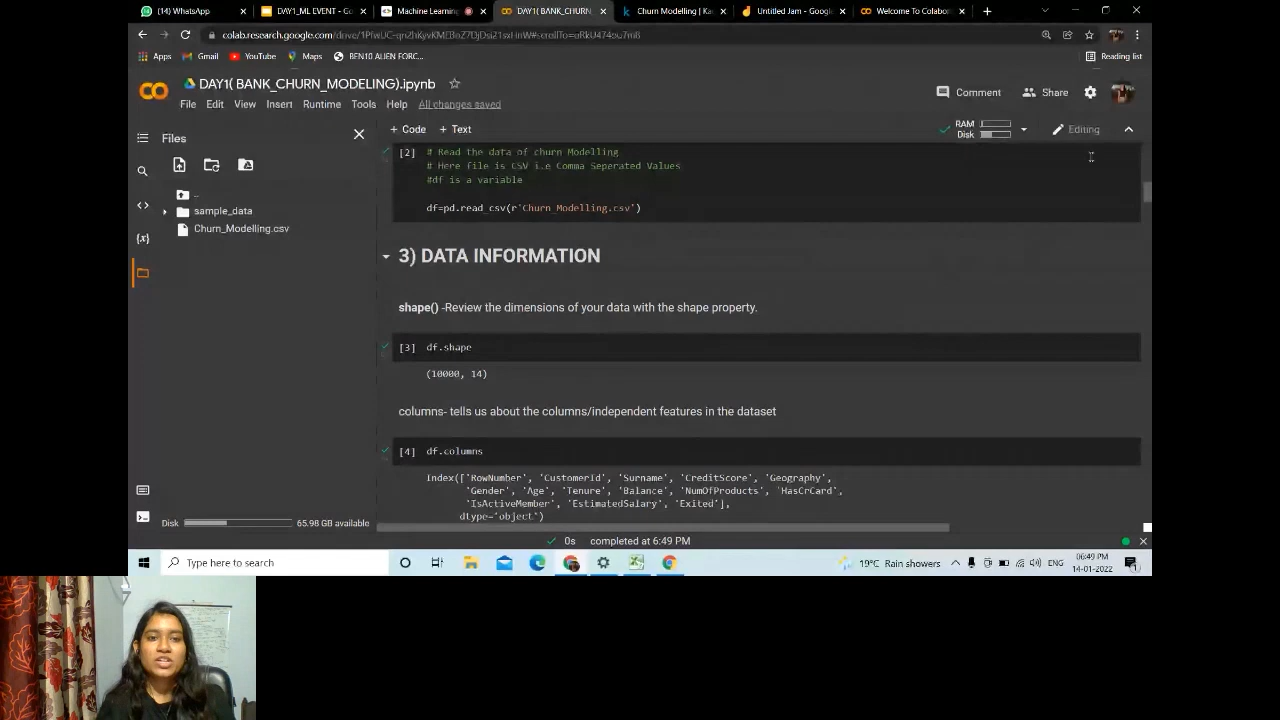 (14) WhatsApp
DAY1_ML EVENT - Go
Machine Learning
DAY1( BANK_CHURN
Churn Modelling | Ka
Untitled Jam - Google
Welcome To Colabo
Apps
Gmail
YouTube
Maps
BEN10 ALIEN FORC...
Reading list
DAY1( BANK_CHURN_MODELING).ipynb
File Edit View Insert Runtime Tools Help All changes saved
Comment
Share
Files
+ Code + Text
RAM
Disk
Editing
..
sample_data
Churn_Modelling.csv
[2] # Read the data of churn Modelling
# Here file is CSV i.e Comma Seperated Values
#df is a variable
df=pd.read_csv(r'Churn_Modelling.csv')
3) DATA INFORMATION
shape() -Review the dimensions of your data with the shape property.
[3] df.shape
(10000, 14)
columns- tells us about the columns/independent features in the dataset
[4] df.columns
Index(['RowNumber', 'CustomerId', 'Surname', 'CreditScore', 'Geography',
'Gender', 'Age', 'Tenure', 'Balance', 'NumOfProducts', 'HasCrCard',
'IsActiveMember', 'EstimatedSalary', 'Exited'],
dtype='object')
Disk 65.98 GB available
0s completed at 6:49 PM
Type here to search
19°C Rain showers
ENG
06:49 PM
14-01-2022